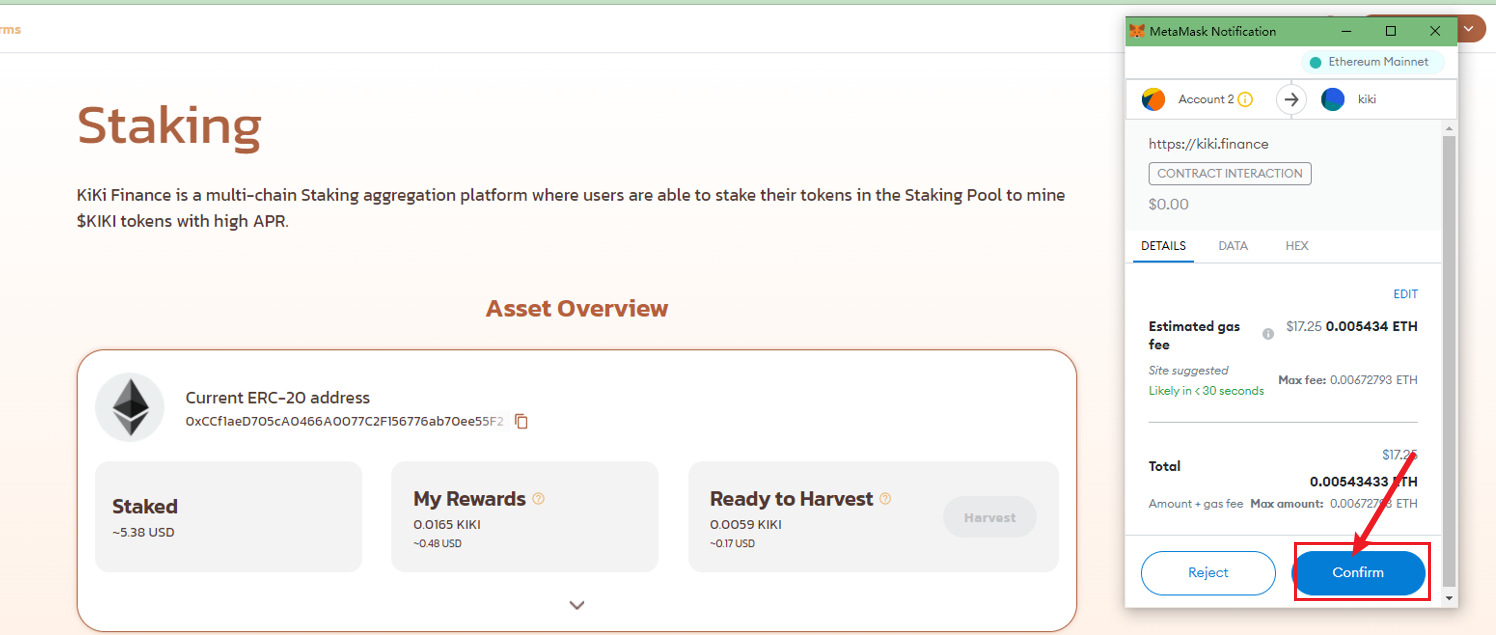 rms
Staking
KiKi Finance is a multi-chain Staking aggregation platform where users are able to stake their tokens in the Staking Pool to mine
$KIKI tokens with high APR.
Asset Overview
Current ERC-20 address
0xCCf1aeD705cA0466A0077C2F156776ab70ee55F2
Staked
~5.38 USD
My Rewards
0.0165 KIKI
~0.48 USD
Ready to Harvest
0.0059 KIKI
~0.17 USD
Harvest
MetaMask Notification
Ethereum Mainnet
Account 2
kiki
https://kiki.finance
CONTRACT INTERACTION
$0.00
DETAILS DATA HEX
EDIT
Estimated gas
fee
$17.25 0.005434 ETH
Site suggested
Likely in < 30 seconds
Max fee: 0.00672793 ETH
$17.25
Total
0.00543433 ETH
Amount + gas fee Max amount: 0.00672793 ETH
Reject
Confirm